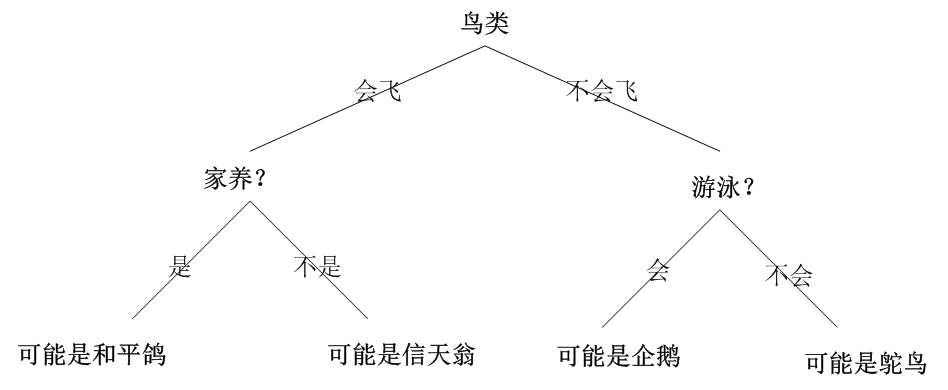 鸟类
会飞
不会飞
家养？
游泳？
是
不是
会
不会
可能是和平鸽
可能是信天翁
可能是企鹅
可能是鸵鸟